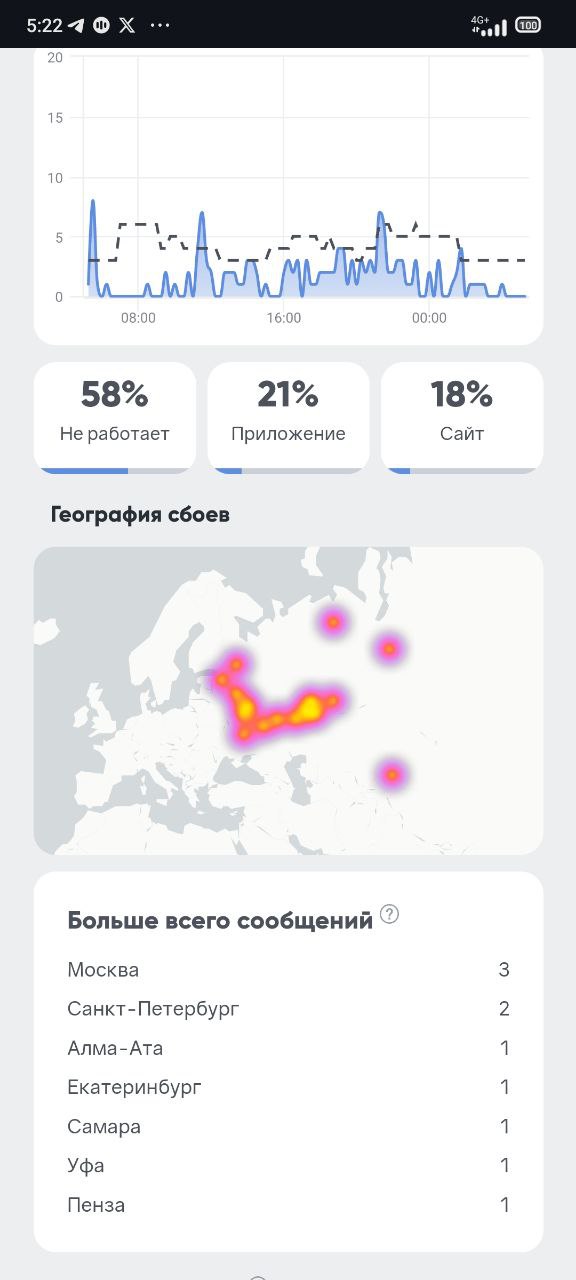 5:22 4G+ 100
20
15
10
5
0
08:00 16:00 00:00
58% 21% 18%
Не работает Приложение Сайт
География сбоев
Больше всего сообщений ?
Москва 3
Санкт-Петербург 2
Алма-Ата 1
Екатеринбург 1
Самара 1
Уфа 1
Пенза 1